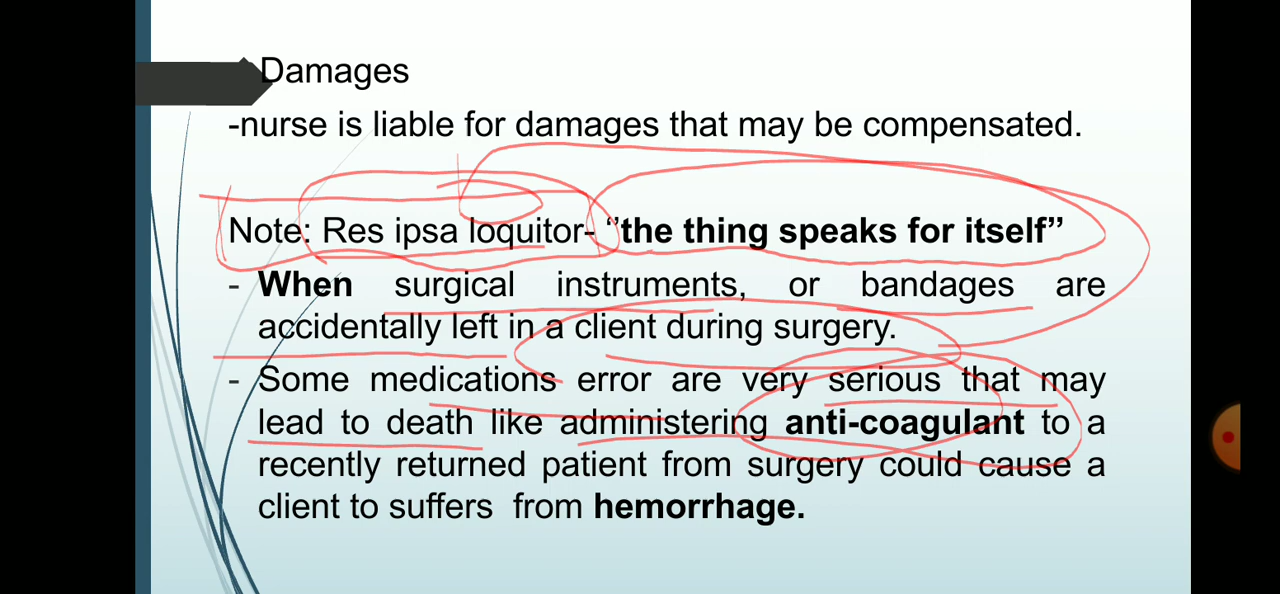 Damages
-nurse is liable for damages that may be compensated.
Note: Res ipsa loquitor- ‘’the thing speaks for itself’’
- When surgical instruments, or bandages are
accidentally left in a client during surgery.
- Some medications error are very serious that may
lead to death like administering anti-coagulant to a
recently returned patient from surgery could cause a
client to suffers from hemorrhage.